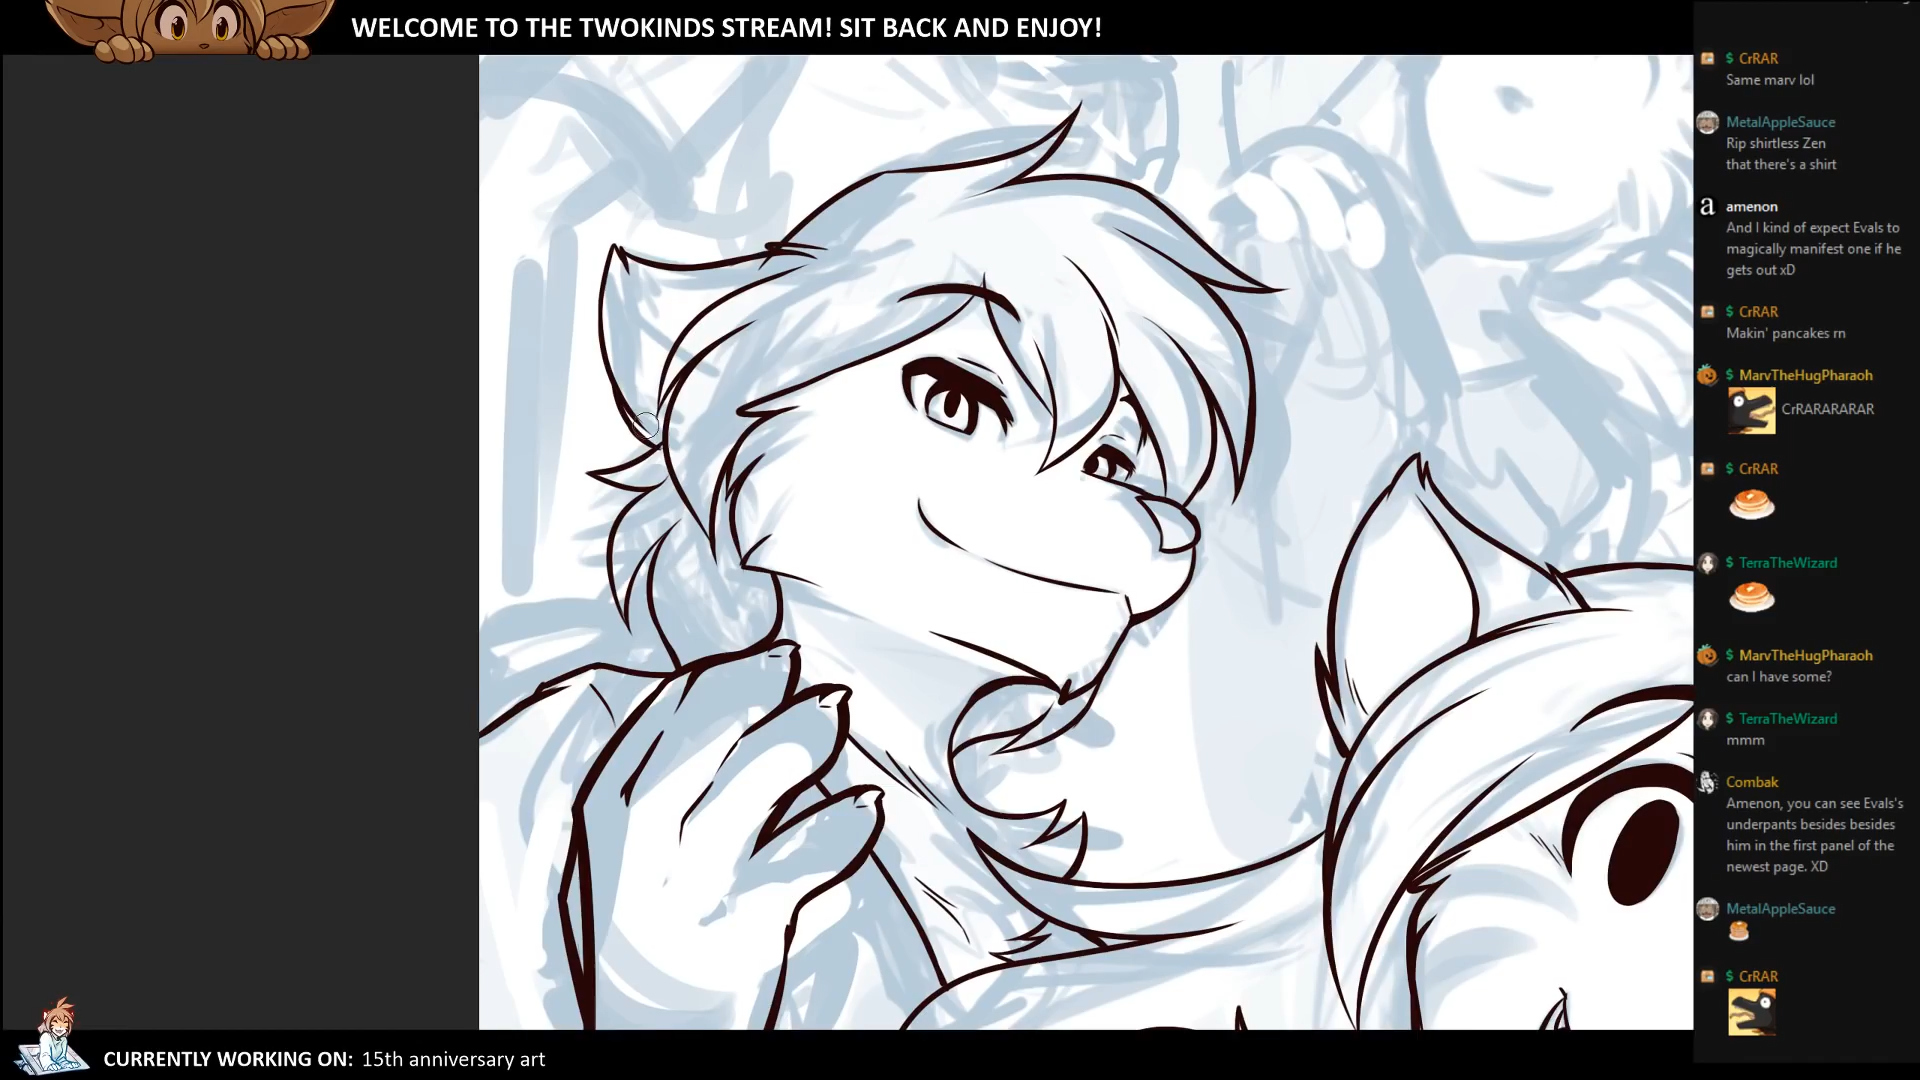 WELCOME TO THE TWOKINDS STREAM! SIT BACK AND ENJOY!
$ CrRAR
Same marv lol
MetalAppleSauce
Rip shirtless Zen
that there's a shirt
a amenon
And I kind of expect Evals to
magically manifest one if he
gets out xD
$ CrRAR
Makin' pancakes rn
$ MarvTheHugPharaoh
CrRARARARAR
$ CrRAR
$ TerraTheWizard
$ MarvTheHugPharaoh
can I have some?
$ TerraTheWizard
mmm
Combak
Amenon, you can see Evals's
underpants besides besides
him in the first panel of the
newest page. XD
MetalAppleSauce
$ CrRAR
CURRENTLY WORKING ON: 15th anniversary art